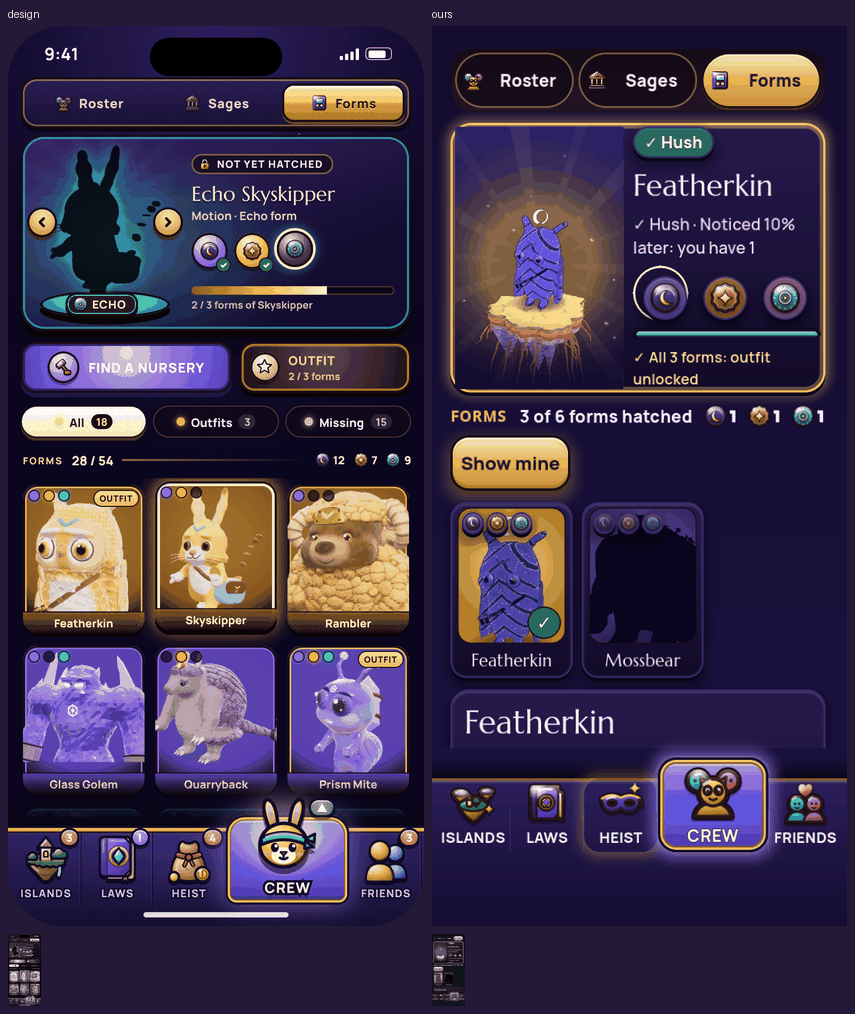 design
9:41
Roster
Sages
Forms
NOT YET HATCHED
Echo Skyskipper
Motion · Echo form
ECHO
2 / 3 forms of Skyskipper
FIND A NURSERY
OUTFIT
2 / 3 forms
All 18
Outfits 3
Missing 15
FORMS 28 / 54
12 7 9
OUTFIT
Featherkin
Skyskipper
Rambler
OUTFIT
Glass Golem
Quarryback
Prism Mite
3
1
4
3
ISLANDS
LAWS
HEIST
CREW
FRIENDS
ours
Roster
Sages
Forms
✓ Hush
Featherkin
✓ Hush · Noticed 10%
later: you have 1
✓ All 3 forms: outfit
unlocked
FORMS 3 of 6 forms hatched 1 1 1
Show mine
Featherkin
Mossbear
Featherkin
ISLANDS
LAWS
HEIST
CREW
FRIENDS